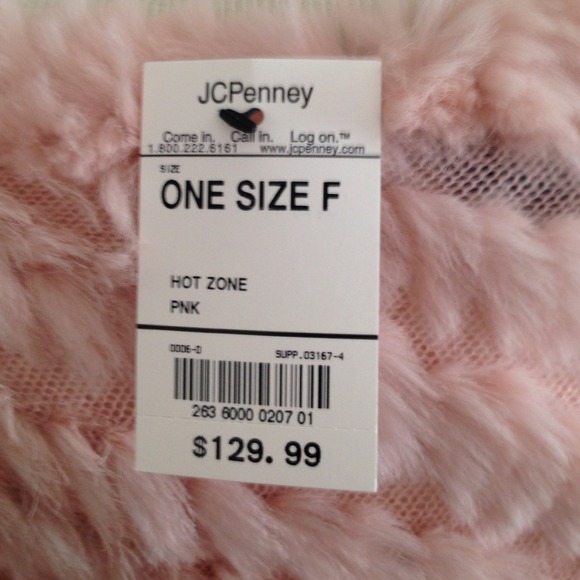 JCPenney
Come in. Call in. Log on.™
1.800.222.6161 www.jcpenney.com
SIZE
ONE SIZE F
HOT ZONE
PNK
0006-D SUPP.03167-4
263 6000 0207 01
$129.99